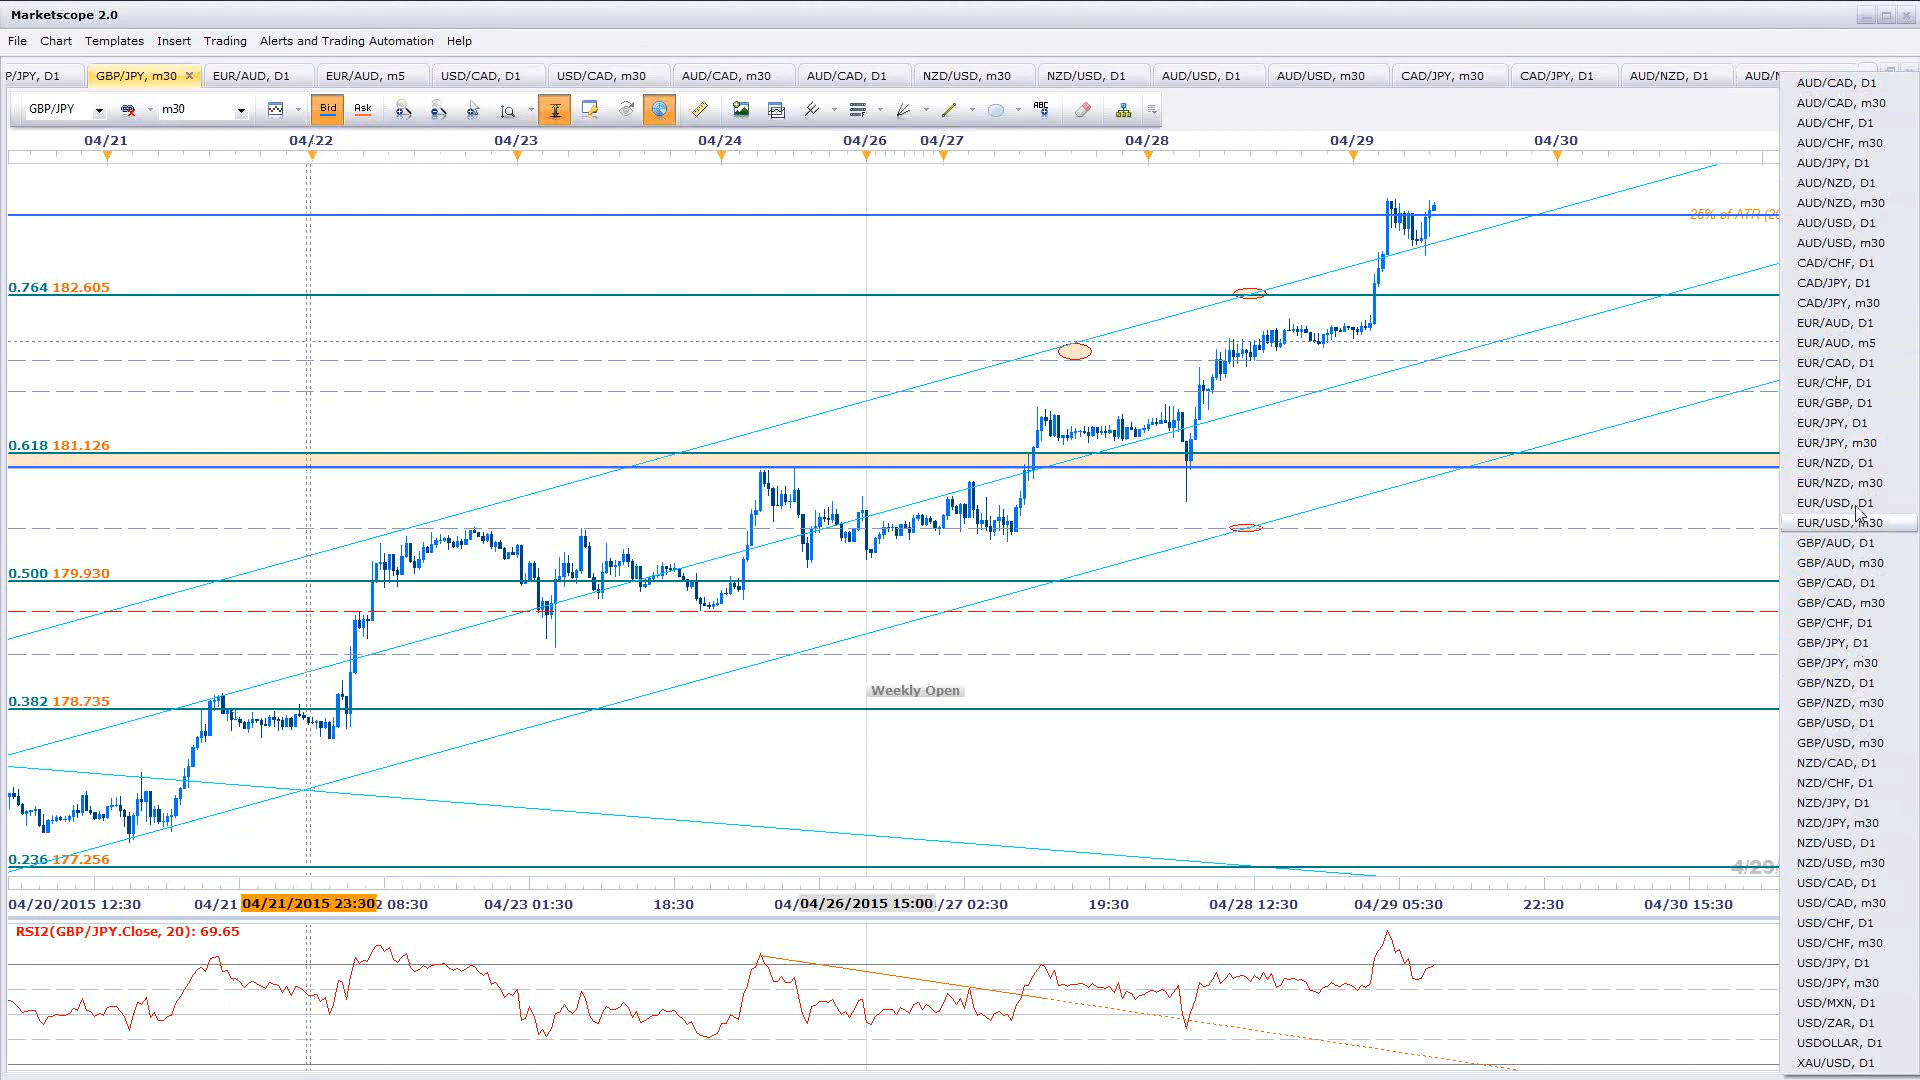 Marketscope 2.0
File Chart Templates Insert Trading Alerts and Trading Automation Help
P/JPY, D1 GBP/JPY, m30 EUR/AUD, D1 EUR/AUD, m5 USD/CAD, D1 USD/CAD, m30 AUD/CAD, m30 AUD/CAD, D1 NZD/USD, m30 NZD/USD, D1 AUD/USD, D1 AUD/USD, m30 CAD/JPY, m30 CAD/JPY, D1 AUD/NZD, D1 AUD/N
GBP/JPY m30 Bid Ask ABC
04/21 04/22 04/23 04/24 04/26 04/27 04/28 04/29 04/30
25% of ATR (20
0.764 182.605
0.618 181.126
0.500 179.930
Weekly Open
0.382 178.735
0.236 177.256
4/29/
04/20/2015 12:30 04/21 04/21/2015 23:30 2 08:30 04/23 01:30 18:30 04/ 04/26/2015 15:00 /27 02:30 19:30 04/28 12:30 04/29 05:30 22:30 04/30 15:30
RSI2(GBP/JPY.Close, 20): 69.65
AUD/CAD, D1
AUD/CAD, m30
AUD/CHF, D1
AUD/CHF, m30
AUD/JPY, D1
AUD/NZD, D1
AUD/NZD, m30
AUD/USD, D1
AUD/USD, m30
CAD/CHF, D1
CAD/JPY, D1
CAD/JPY, m30
EUR/AUD, D1
EUR/AUD, m5
EUR/CAD, D1
EUR/CHF, D1
EUR/GBP, D1
EUR/JPY, D1
EUR/JPY, m30
EUR/NZD, D1
EUR/NZD, m30
EUR/USD, D1
EUR/USD, m30
GBP/AUD, D1
GBP/AUD, m30
GBP/CAD, D1
GBP/CAD, m30
GBP/CHF, D1
GBP/JPY, D1
GBP/JPY, m30
GBP/NZD, D1
GBP/NZD, m30
GBP/USD, D1
GBP/USD, m30
NZD/CAD, D1
NZD/CHF, D1
NZD/JPY, D1
NZD/JPY, m30
NZD/USD, D1
NZD/USD, m30
USD/CAD, D1
USD/CAD, m30
USD/CHF, D1
USD/CHF, m30
USD/JPY, D1
USD/JPY, m30
USD/MXN, D1
USD/ZAR, D1
USDOLLAR, D1
XAU/USD, D1